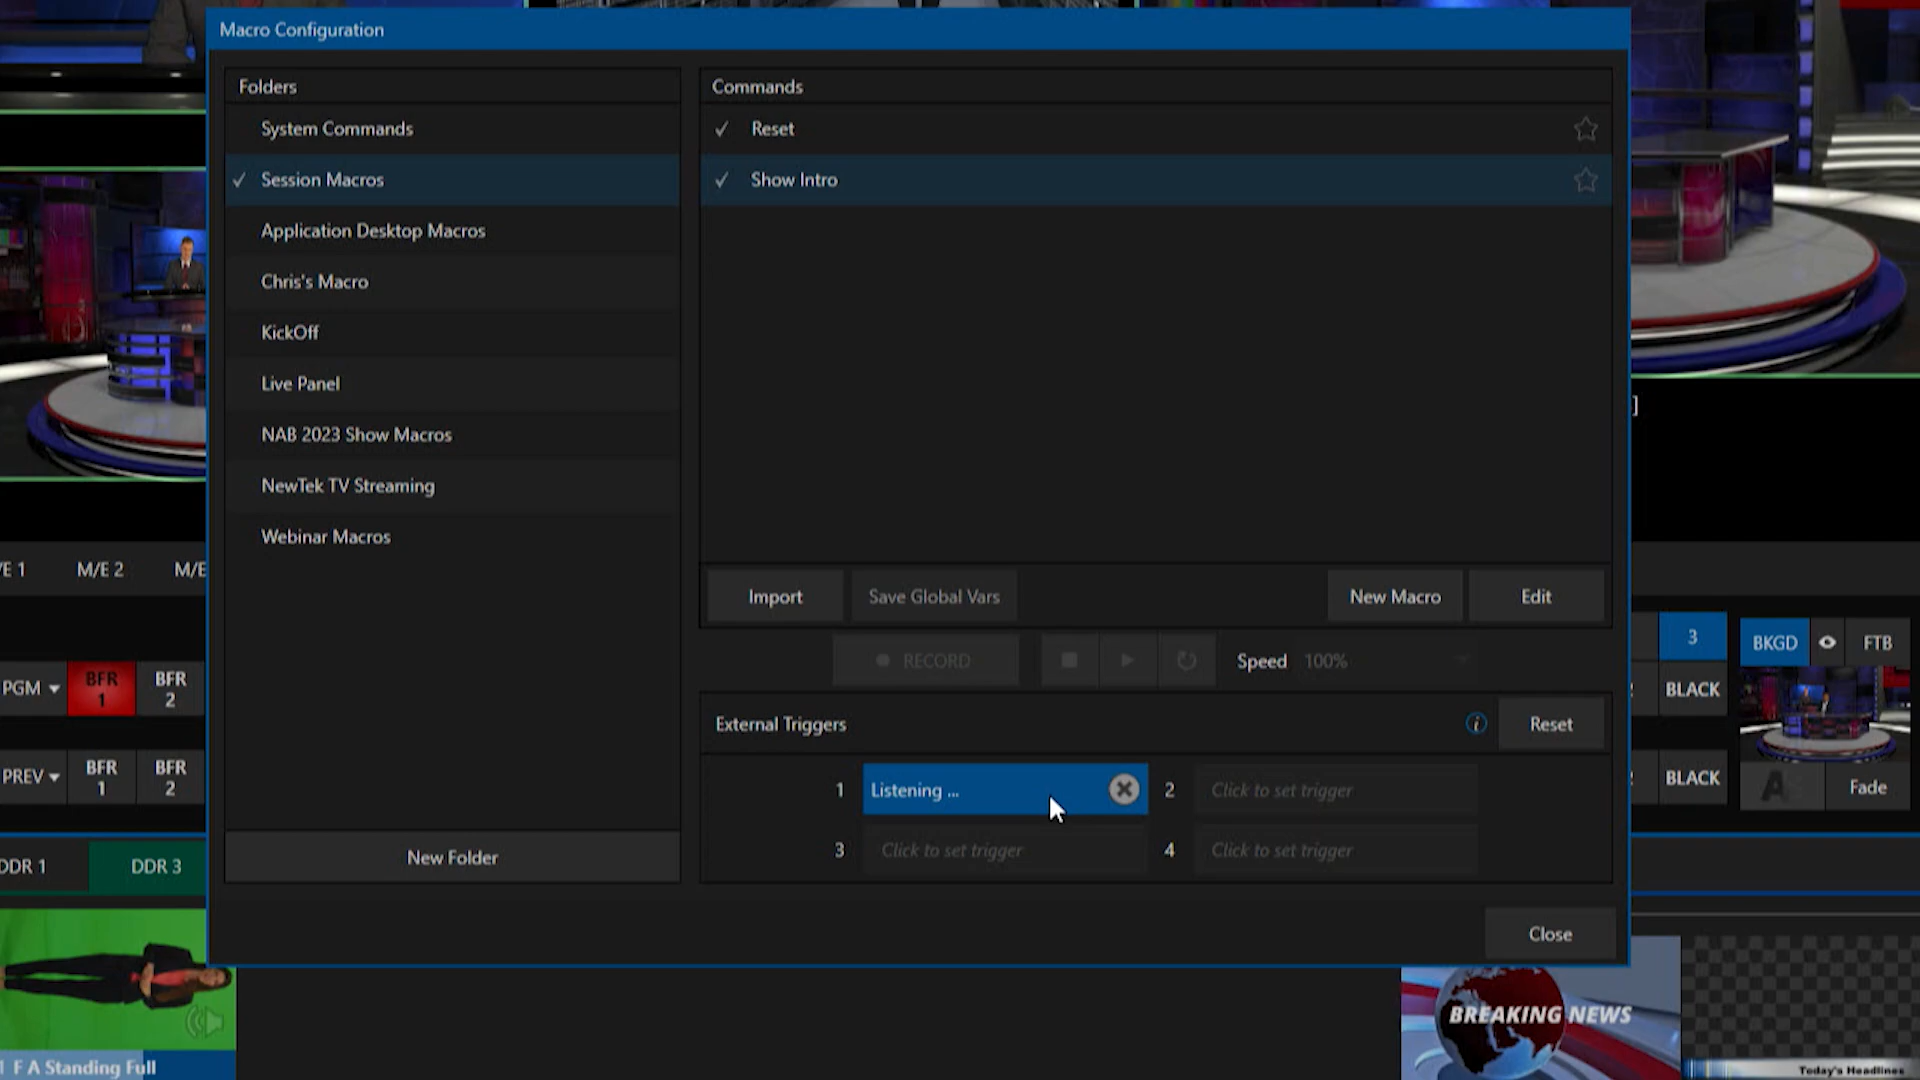 Macro Configuration
Folders
System Commands
✓ Session Macros
Application Desktop Macros
Chris's Macro
KickOff
Live Panel
NAB 2023 Show Macros
NewTek TV Streaming
Webinar Macros
New Folder
Commands
✓ Reset
✓ Show Intro
Import
Save Global Vars
New Macro
Edit
RECORD
Speed 100%
External Triggers
i
Reset
1 Listening ...
2 Click to set trigger
3 Click to set trigger
4 Click to set trigger
Close
/E 1
M/E 2
M/E
PGM
BFR 1
BFR 2
PREV
BFR 1
BFR 2
DDR 1
DDR 3
F A Standing Full
3
BLACK
BLACK
BKGD
FTB
A
Fade
BREAKING NEWS
Today's Headlines